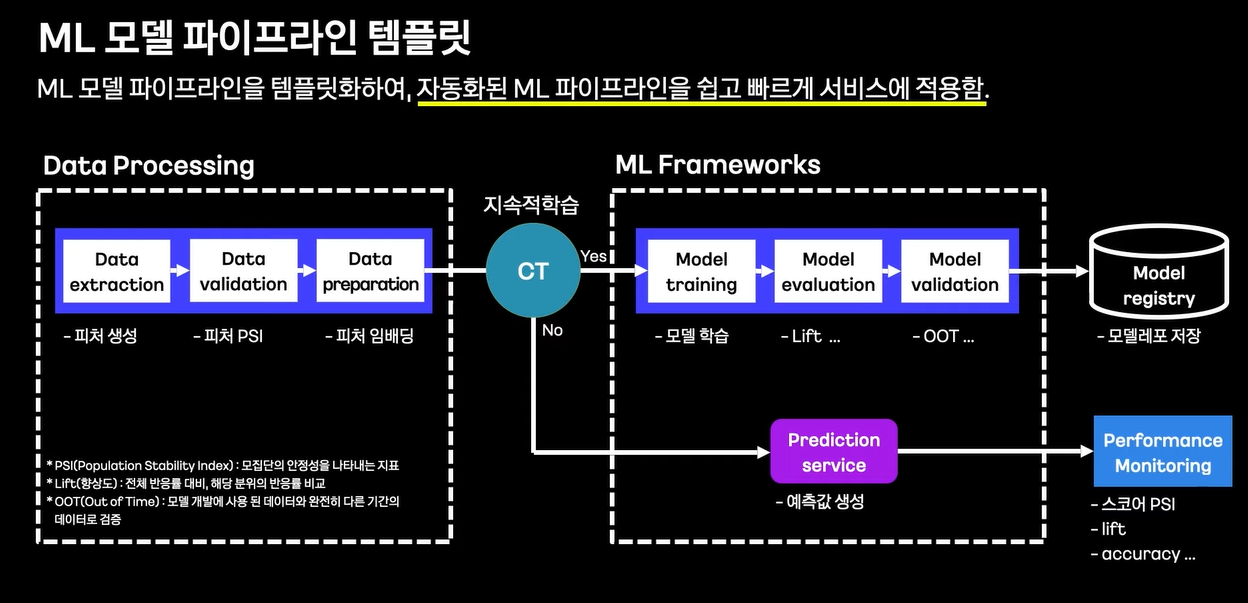 ML 모델 파이프라인 템플릿
ML 모델 파이프라인을 템플릿화하여, 자동화된 ML 파이프라인을 쉽고 빠르게 서비스에 적용함.
Data Processing
Data
extraction
- 피처 생성
Data
validation
- 피처 PSI
Data
preparation
- 피처 임배딩
* PSI(Population Stability Index) : 모집단의 안정성을 나타내는 지표
* Lift(향상도) : 전체 반응률 대비, 해당 분위의 반응률 비교
* OOT(Out of Time) : 모델 개발에 사용 된 데이터와 완전히 다른 기간의
데이터로 검증
지속적학습
CT
Yes
No
ML Frameworks
Model
training
- 모델 학습
Model
evaluation
- Lift ...
Model
validation
- OOT ...
Model
registry
- 모델레포 저장
Prediction
service
- 예측값 생성
Performance
Monitoring
- 스코어 PSI
- lift
- accuracy ...